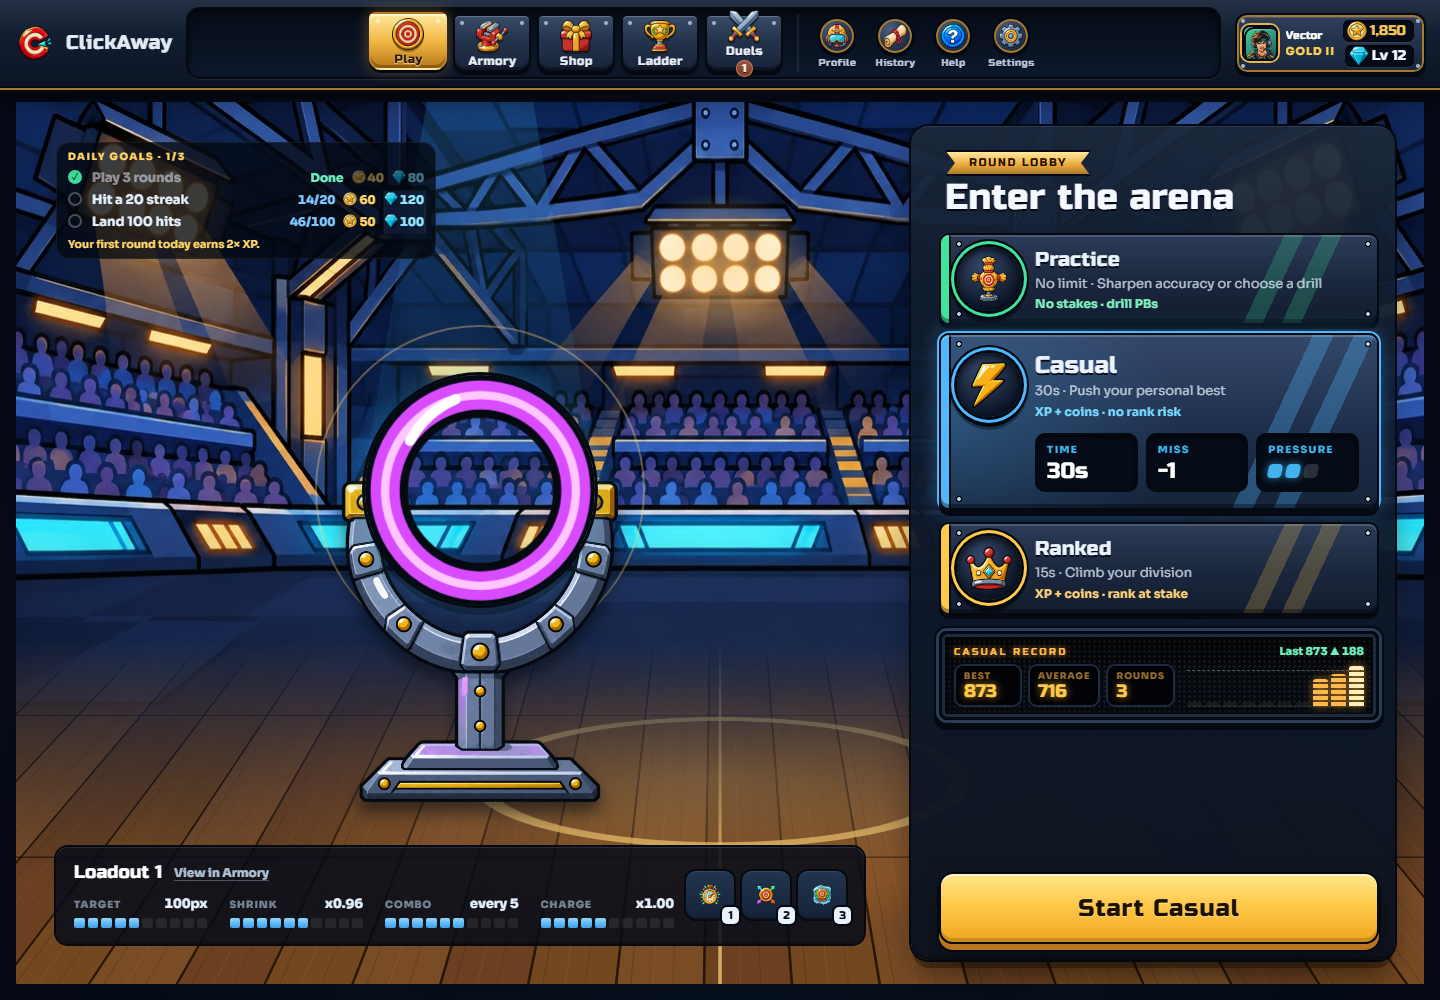 ClickAway
Play
Armory
Shop
Ladder
Duels
1
Profile
History
Help
Settings
Vector
GOLD II
1,850
Lv 12
DAILY GOALS · 1/3
Play 3 rounds Done 40 80
Hit a 20 streak 14/20 60 120
Land 100 hits 46/100 50 100
Your first round today earns 2× XP.
ROUND LOBBY
Enter the arena
Practice
No limit · Sharpen accuracy or choose a drill
No stakes · drill PBs
Casual
30s · Push your personal best
XP + coins · no rank risk
TIME MISS PRESSURE
30s -1
Ranked
15s · Climb your division
XP + coins · rank at stake
CASUAL RECORD Last 873 ▲ 188
BEST AVERAGE ROUNDS
873 716 3
Loadout 1 View in Armory
TARGET 100px SHRINK x0.96 COMBO every 5 CHARGE x1.00
1 2 3
Start Casual